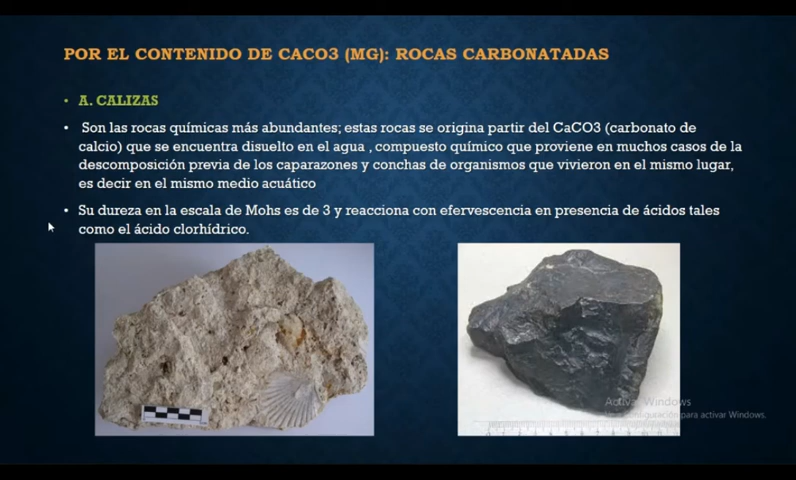 POR EL CONTENIDO DE CACO3 (MG): ROCAS CARBONATADAS
• A. CALIZAS
• Son las rocas químicas más abundantes; estas rocas se origina partir del CaCO3 (carbonato de
calcio) que se encuentra disuelto en el agua , compuesto químico que proviene en muchos casos de la
descomposición previa de los caparazones y conchas de organismos que vivieron en el mismo lugar,
es decir en el mismo medio acuático
• Su dureza en la escala de Mohs es de 3 y reacciona con efervescencia en presencia de ácidos tales
como el ácido clorhídrico.
Activar Windows
configuración para activar Windows.